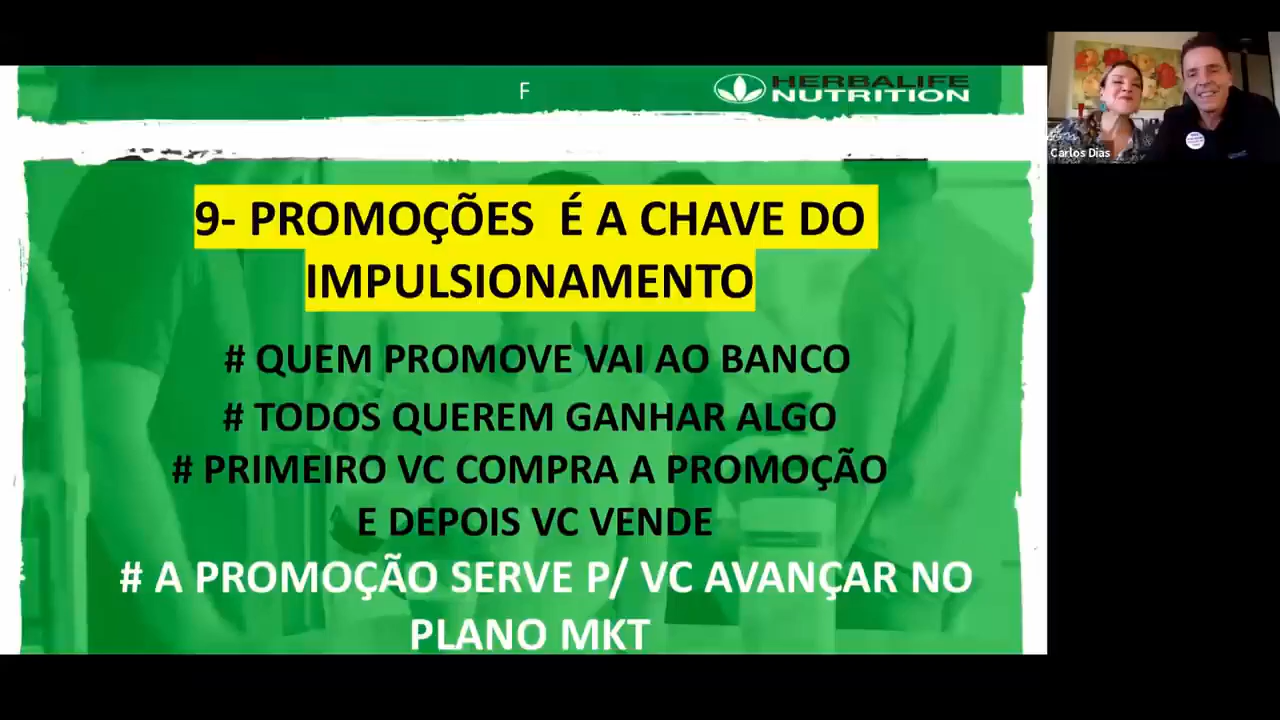 F
HERBALIFE
NUTRITION
Carlos Dias
9- PROMOÇÕES É A CHAVE DO
IMPULSIONAMENTO
# QUEM PROMOVE VAI AO BANCO
# TODOS QUEREM GANHAR ALGO
# PRIMEIRO VC COMPRA A PROMOÇÃO
E DEPOIS VC VENDE
# A PROMOÇÃO SERVE P/ VC AVANÇAR NO
PLANO MKT